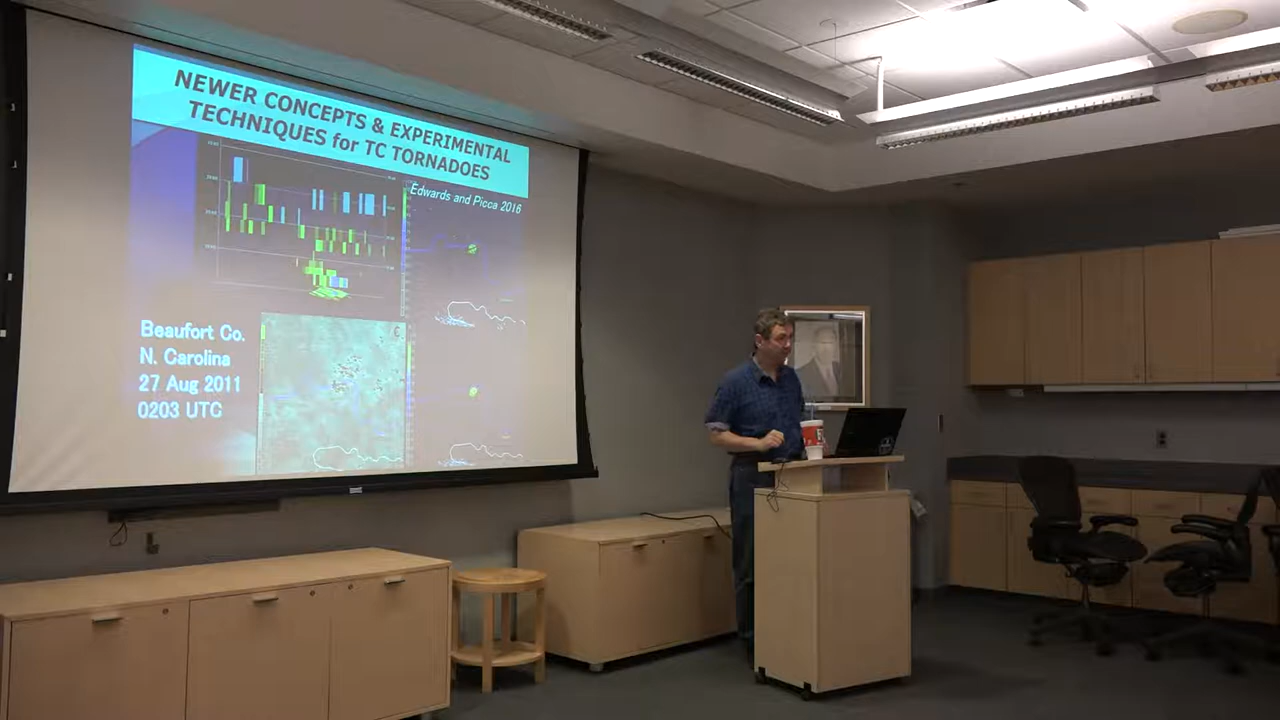 NEWER CONCEPTS & EXPERIMENTAL
TECHNIQUES for TC TORNADOES
Edwards and Picca 2016
Beaufort Co.
N. Carolina
27 Aug 2011
0203 UTC